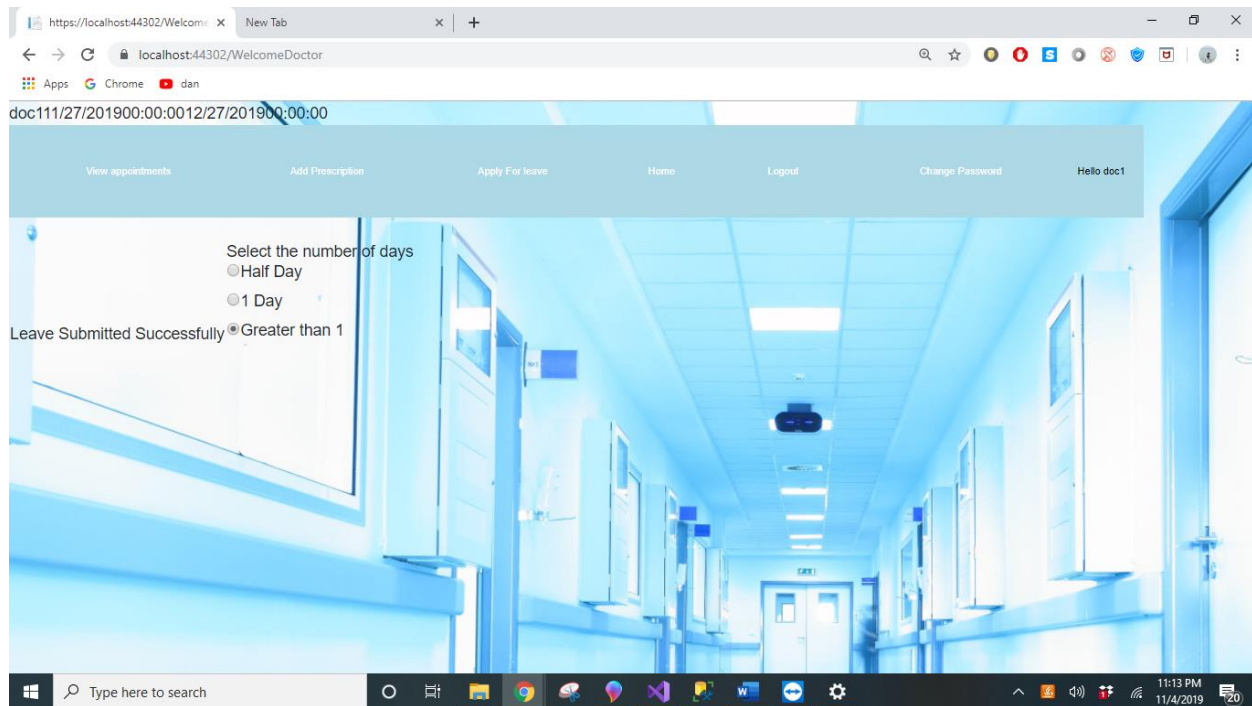 https://localhost:44302/Welcome
New Tab
localhost:44302/WelcomeDoctor
Apps Chrome dan
doc111/27/201900:00:0012/27/201900:00:00
View appointments Add Prescription Apply For leave Home Logout Change Password Hello doc1
Select the number of days
Half Day
1 Day
Leave Submitted Successfully Greater than 1
Type here to search
11:13 PM
11/4/2019
20